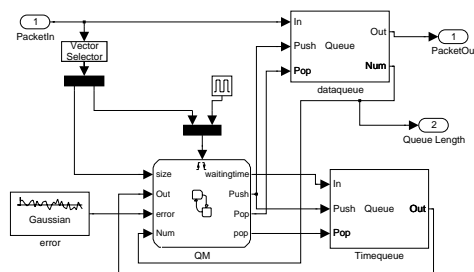 1
PacketIn
Vector
Selector
In
Push
Pop
Queue
Out
Num
dataqueue
1
PacketOu
2
Queue Length
size
Out
error
Num
waitingtime
Push
Pop
pop
QM
Gaussian
error
In
Push
Pop
Queue
Out
Timequeue